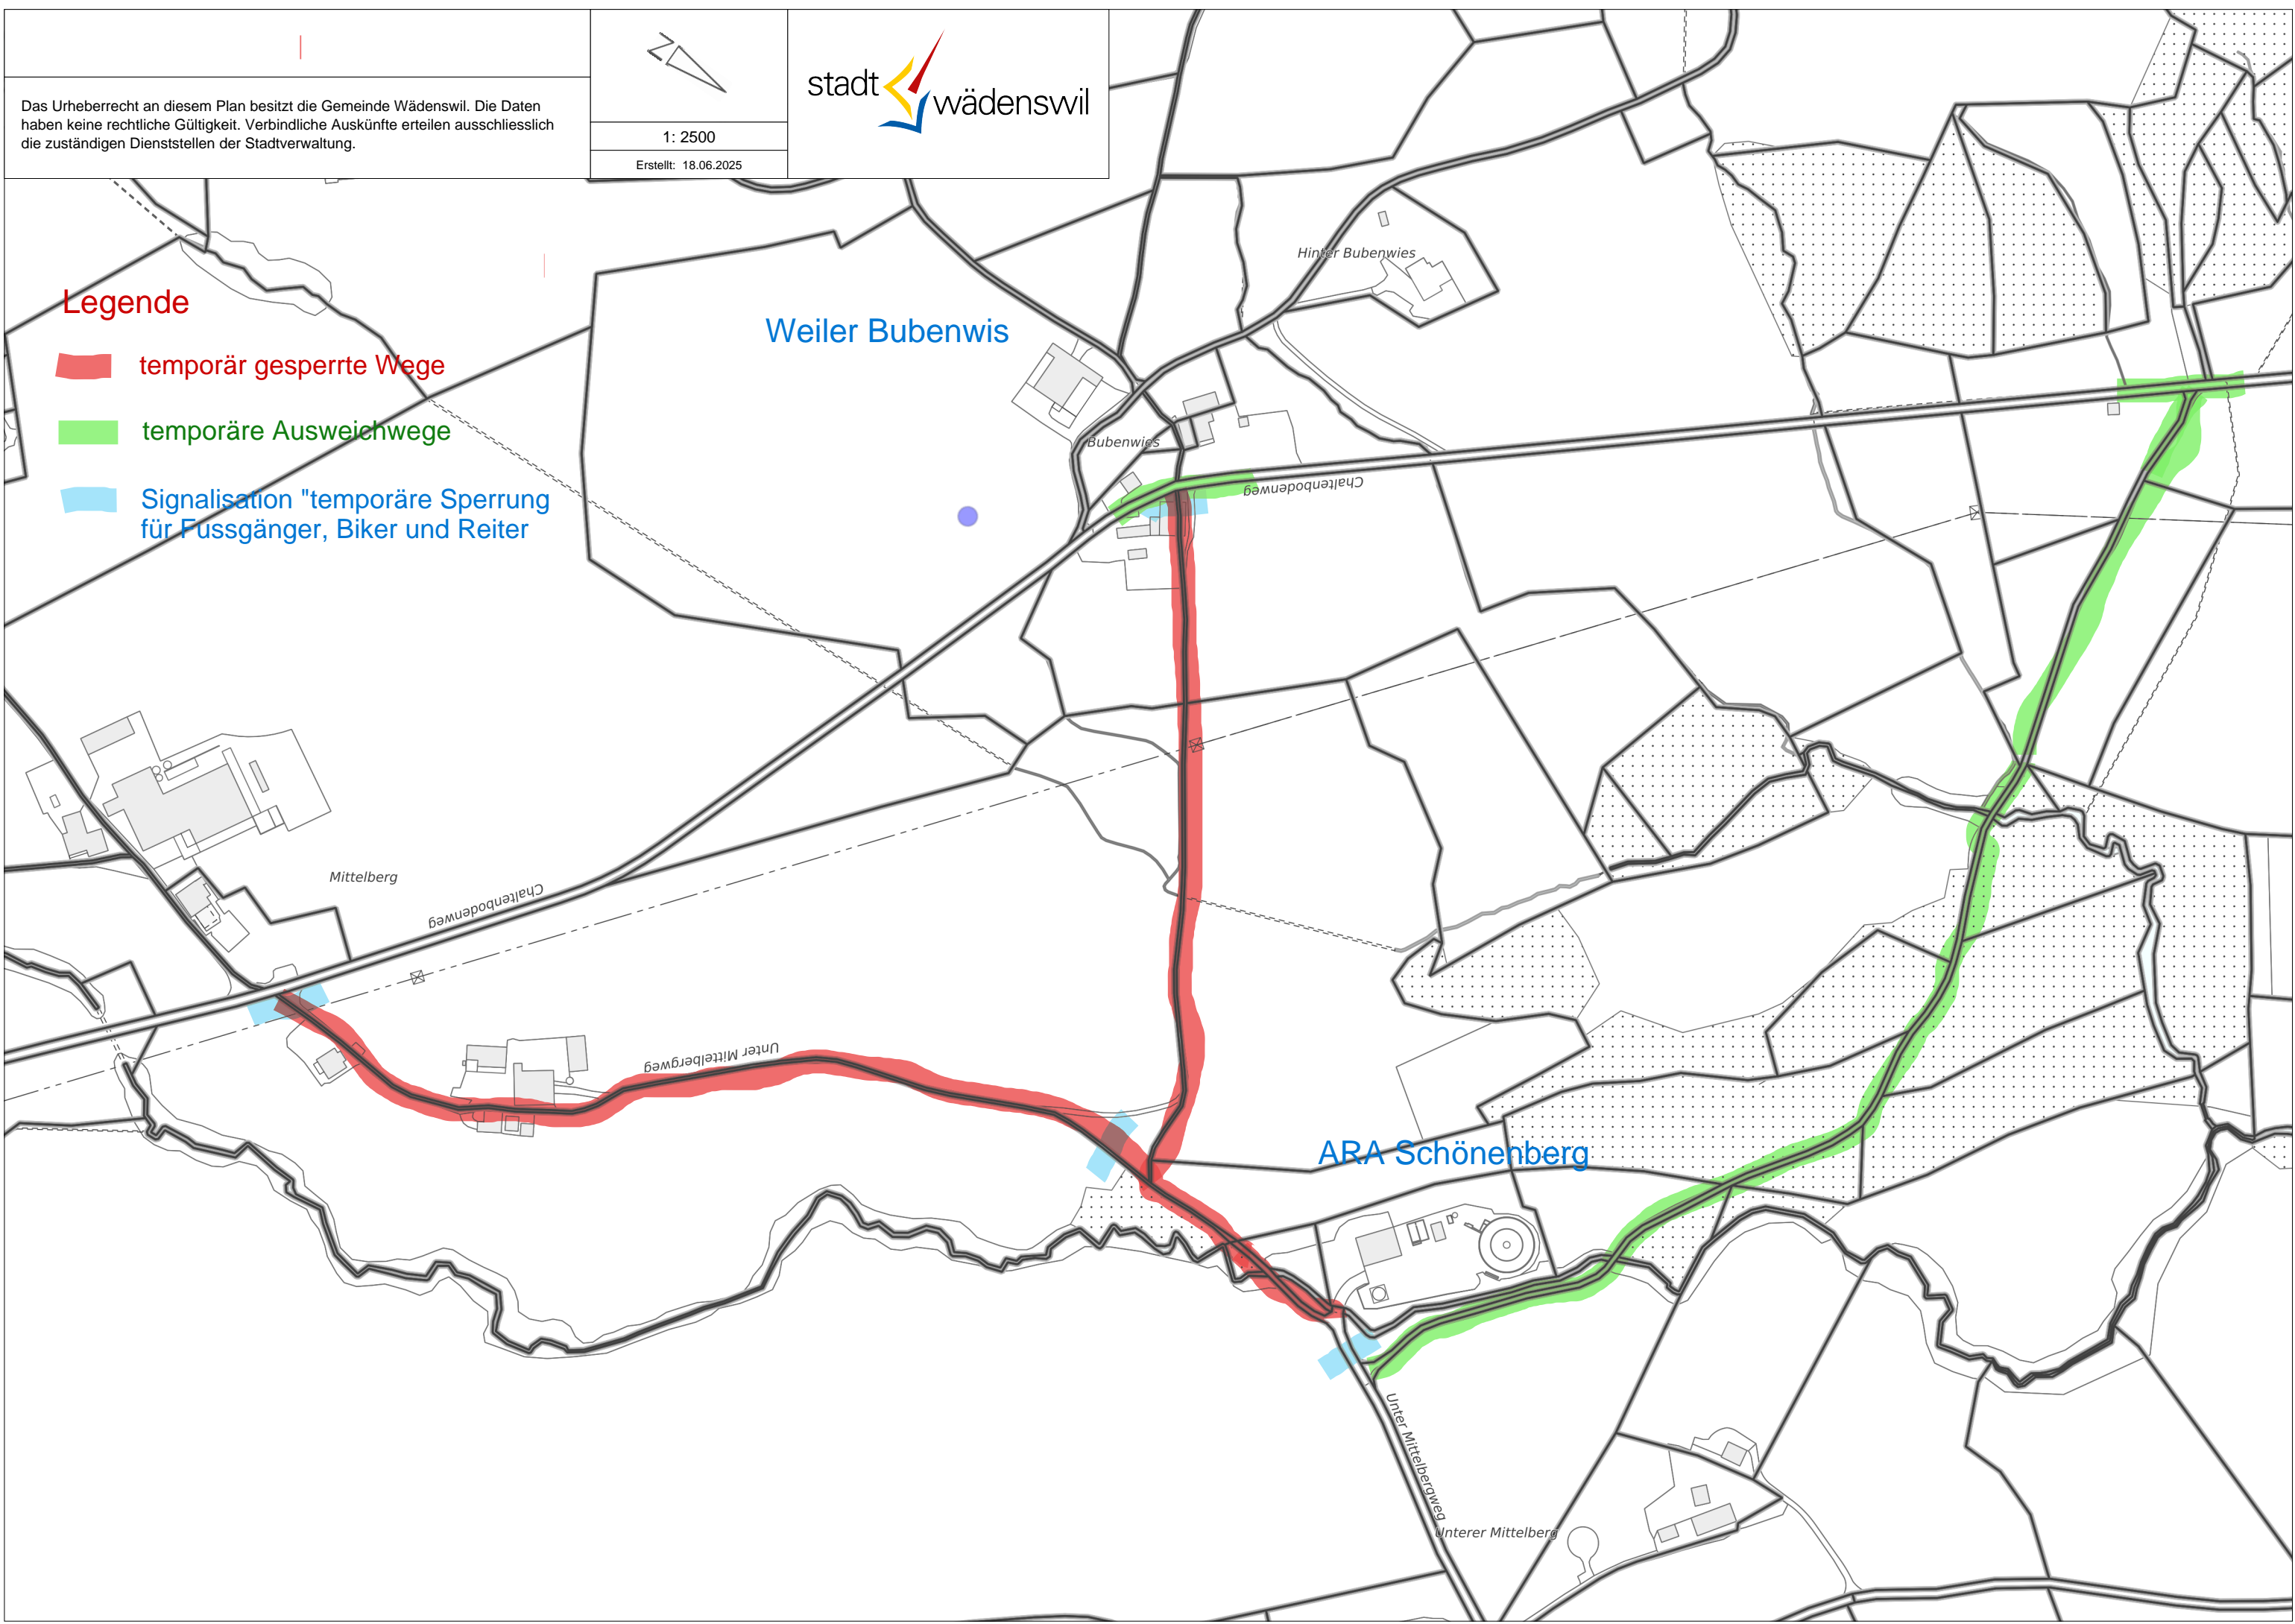 Das Urheberrecht an diesem Plan besitzt die Gemeinde Wädenswil. Die Daten
haben keine rechtliche Gültigkeit. Verbindliche Auskünfte erteilen ausschliesslich
die zuständigen Dienststellen der Stadtverwaltung.
N
1: 2500
Erstellt: 18.06.2025
stadt
wädenswil
Legende
temporär gesperrte Wege
temporäre Ausweichwege
Signalisation "temporäre Sperrung
für Fussgänger, Biker und Reiter
Hinter Bubenwies
Weiler Bubenwis
Bubenwies
Chaltenbodenweg
Mittelberg
Chaltenbodenweg
Unter Mittelbergweg
ARA Schönenberg
Unter Mittelbergweg
Unterer Mittelberg